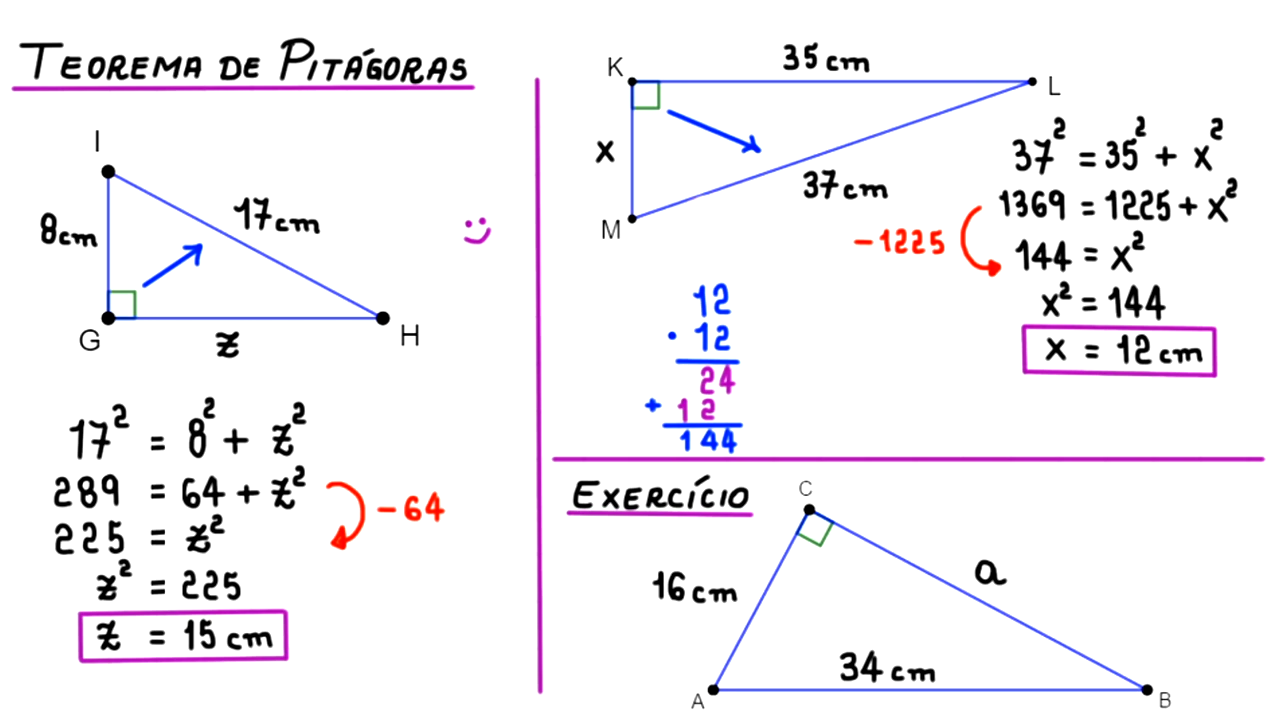 TEOREMA DE PITÁGORAS
I
8cm
17cm
G
H
z
17² = 8² + z²
289 = 64 + z²
-64
225 = z²
z² = 225
z = 15 cm
K
35 cm
L
x
37 cm
M
37² = 35² + x²
1369 = 1225 + x²
-1225
144 = x²
x² = 144
x = 12 cm
12
· 12
24
+ 12
144
EXERCÍCIO
C
16 cm
a
34 cm
A
B